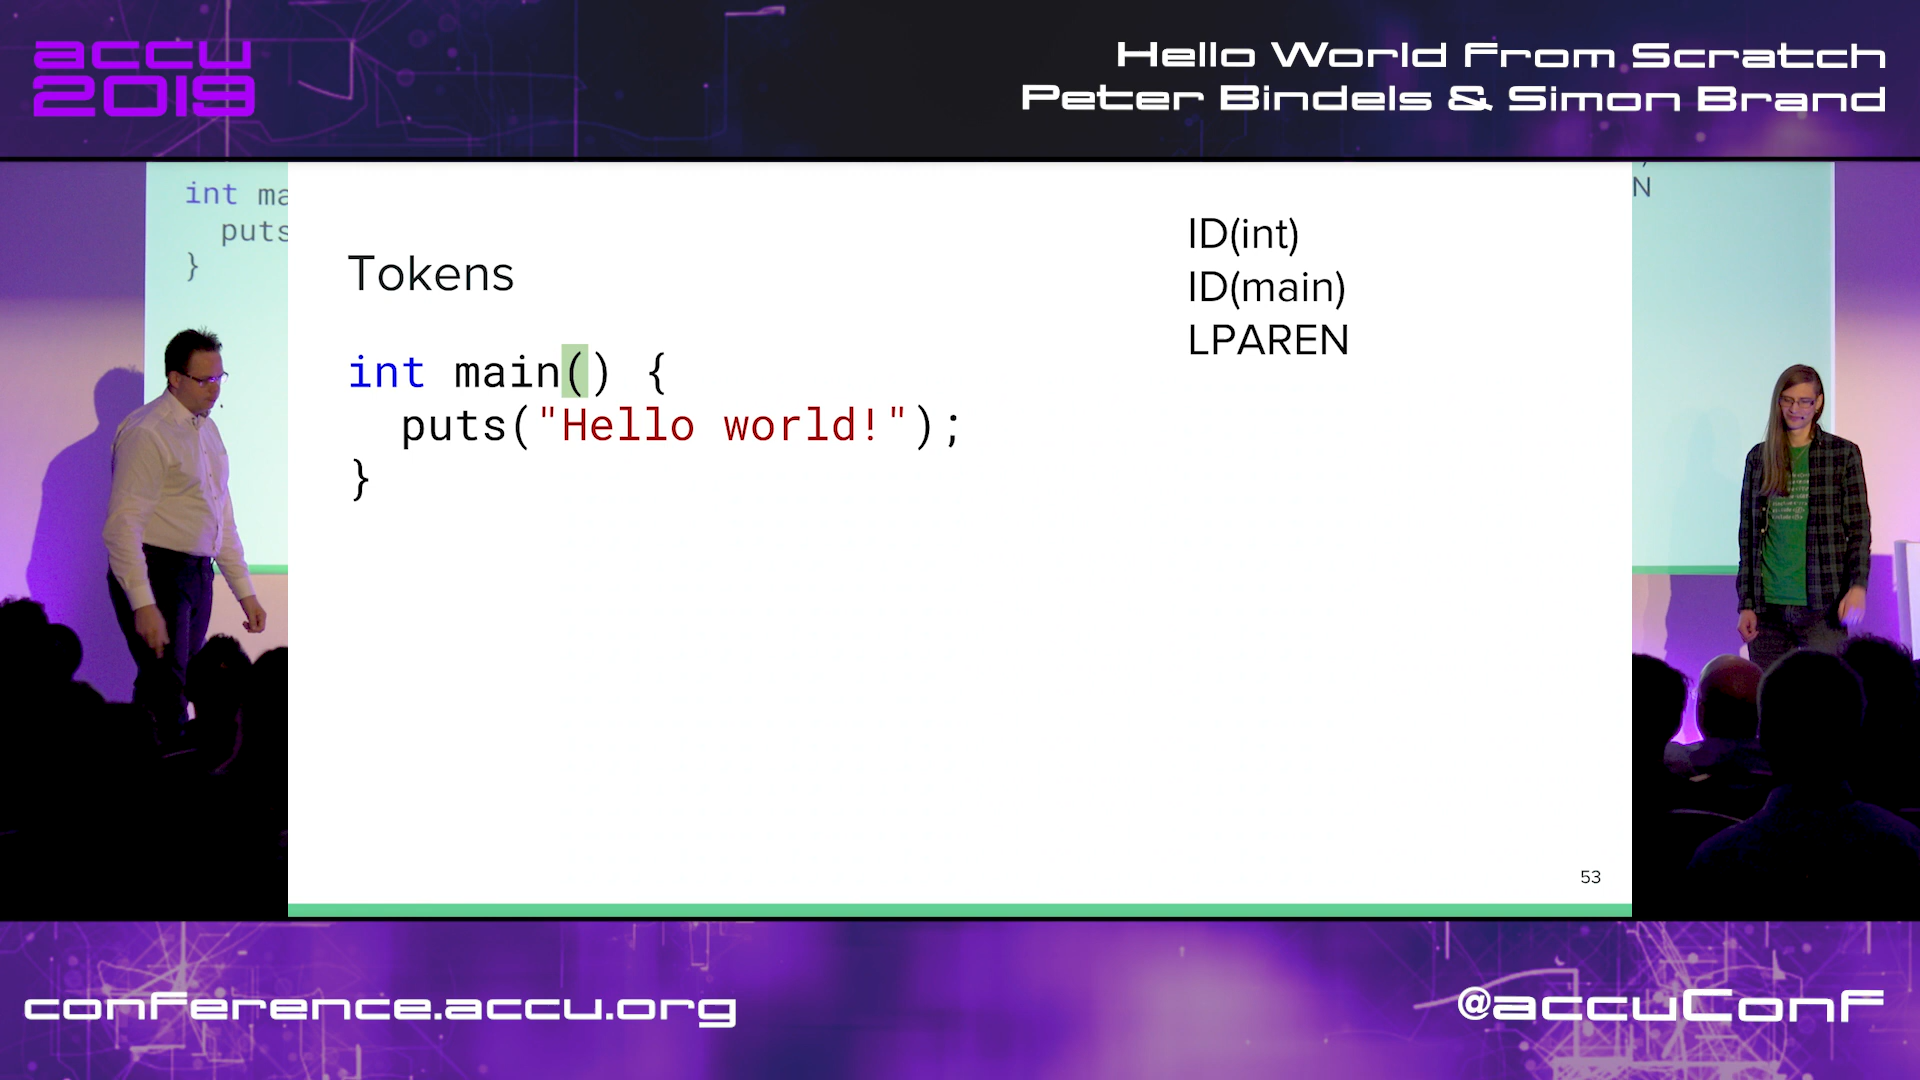 accu
2019
Hello World From Scratch
Peter Bindels & Simon Brand
int ma
puts
}
N
Tokens
int main() {
puts("Hello world!");
}
ID(int)
ID(main)
LPAREN
53
conference.accu.org
@accuConf